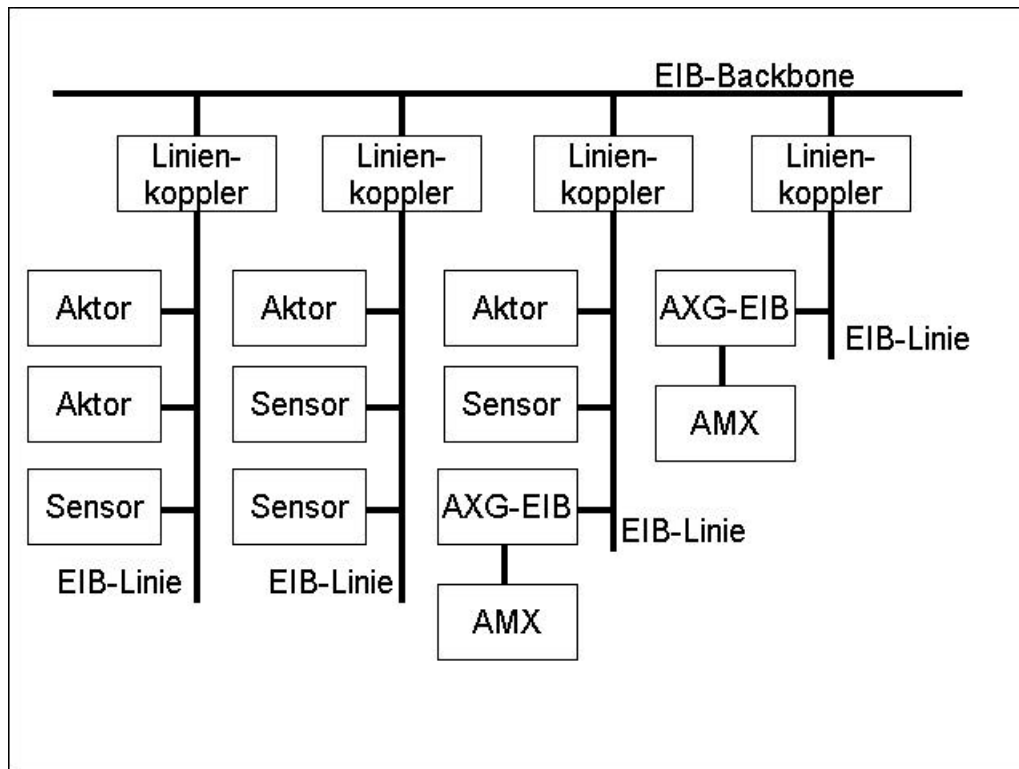 EIB-Backbone
Linien-
koppler
Linien-
koppler
Linien-
koppler
Linien-
koppler
Aktor
Aktor
Sensor
EIB-Linie
Aktor
Sensor
Sensor
EIB-Linie
Aktor
Sensor
AXG-EIB
EIB-Linie
AMX
AXG-EIB
EIB-Linie
AMX